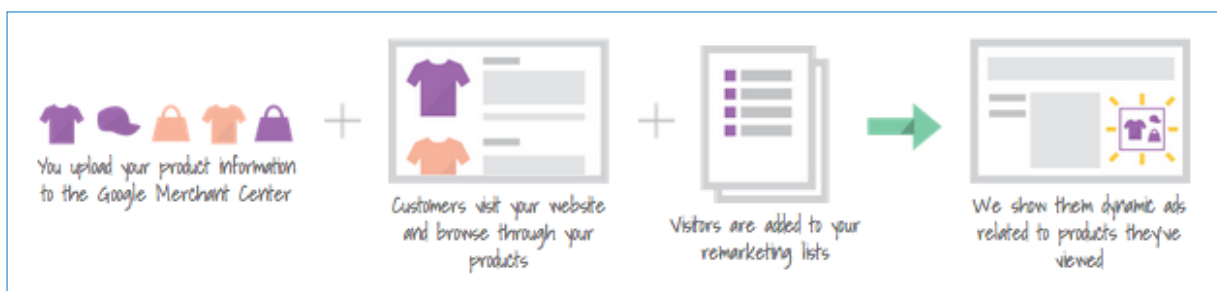 You upload your product information
to the Google Merchant Center
Customers visit your website
and browse through your
products
Visitors are added to your
remarketing lists
We show them dynamic ads
related to products they've
viewed